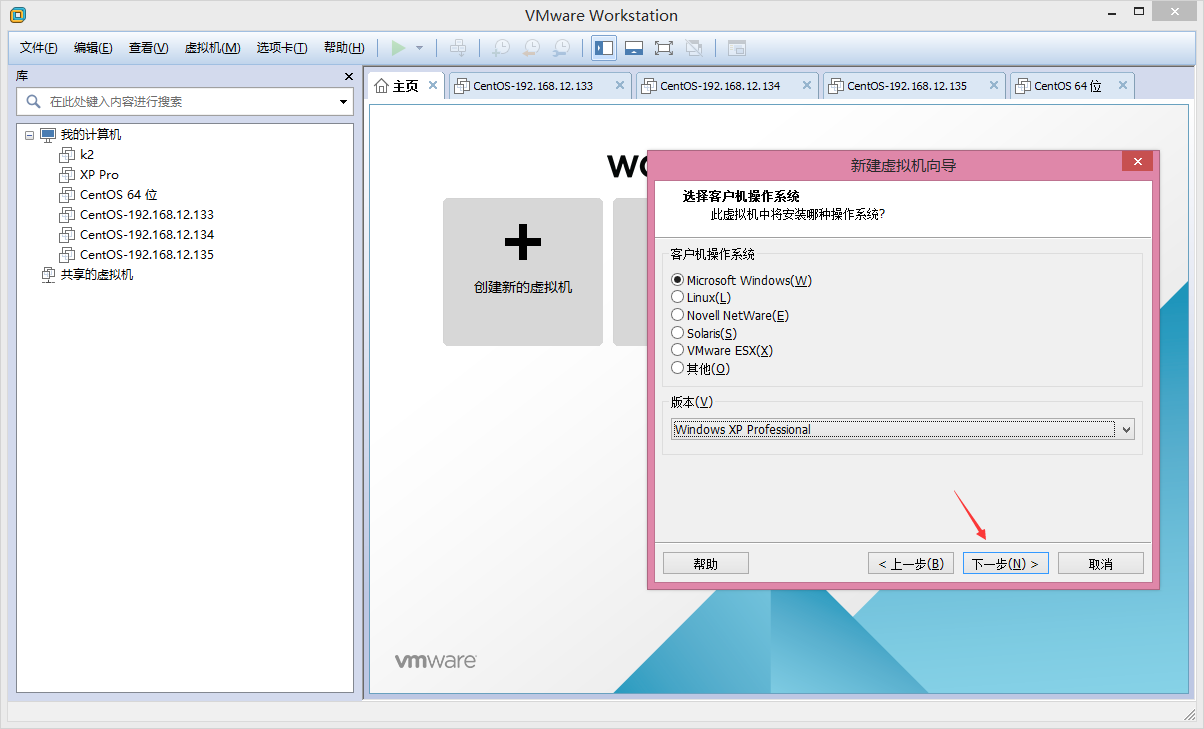 VMware Workstation
文件(F) 编辑(E) 查看(V) 虚拟机(M) 选项卡(T) 帮助(H)
库
在此处键入内容进行搜索
我的计算机
k2
XP Pro
CentOS 64 位
CentOS-192.168.12.133
CentOS-192.168.12.134
CentOS-192.168.12.135
共享的虚拟机
主页 CentOS-192.168.12.133 CentOS-192.168.12.134 CentOS-192.168.12.135 CentOS 64 位
创建新的虚拟机
vmware
新建虚拟机向导
选择客户机操作系统
此虚拟机中将安装哪种操作系统?
客户机操作系统
Microsoft Windows(W)
Linux(L)
Novell NetWare(E)
Solaris(S)
VMware ESX(X)
其他(O)
版本(V)
Windows XP Professional
帮助 < 上一步(B) 下一步(N) > 取消